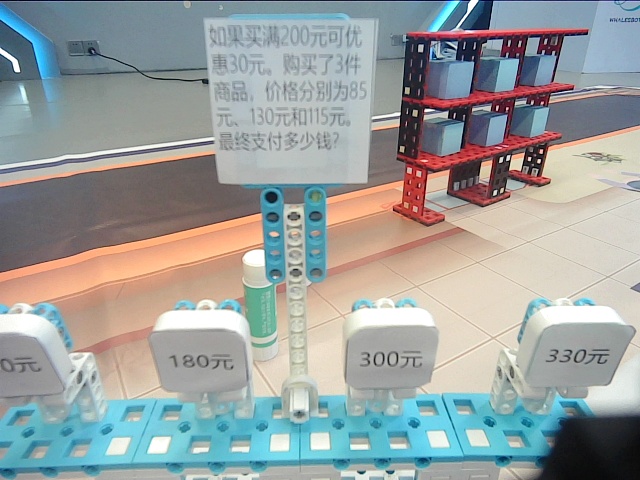 如果买满200元可优
惠30元。购买了3件
商品，价格分别为85
元、130元和115元。
最终支付多少钱？
0元
180元
300元
330元